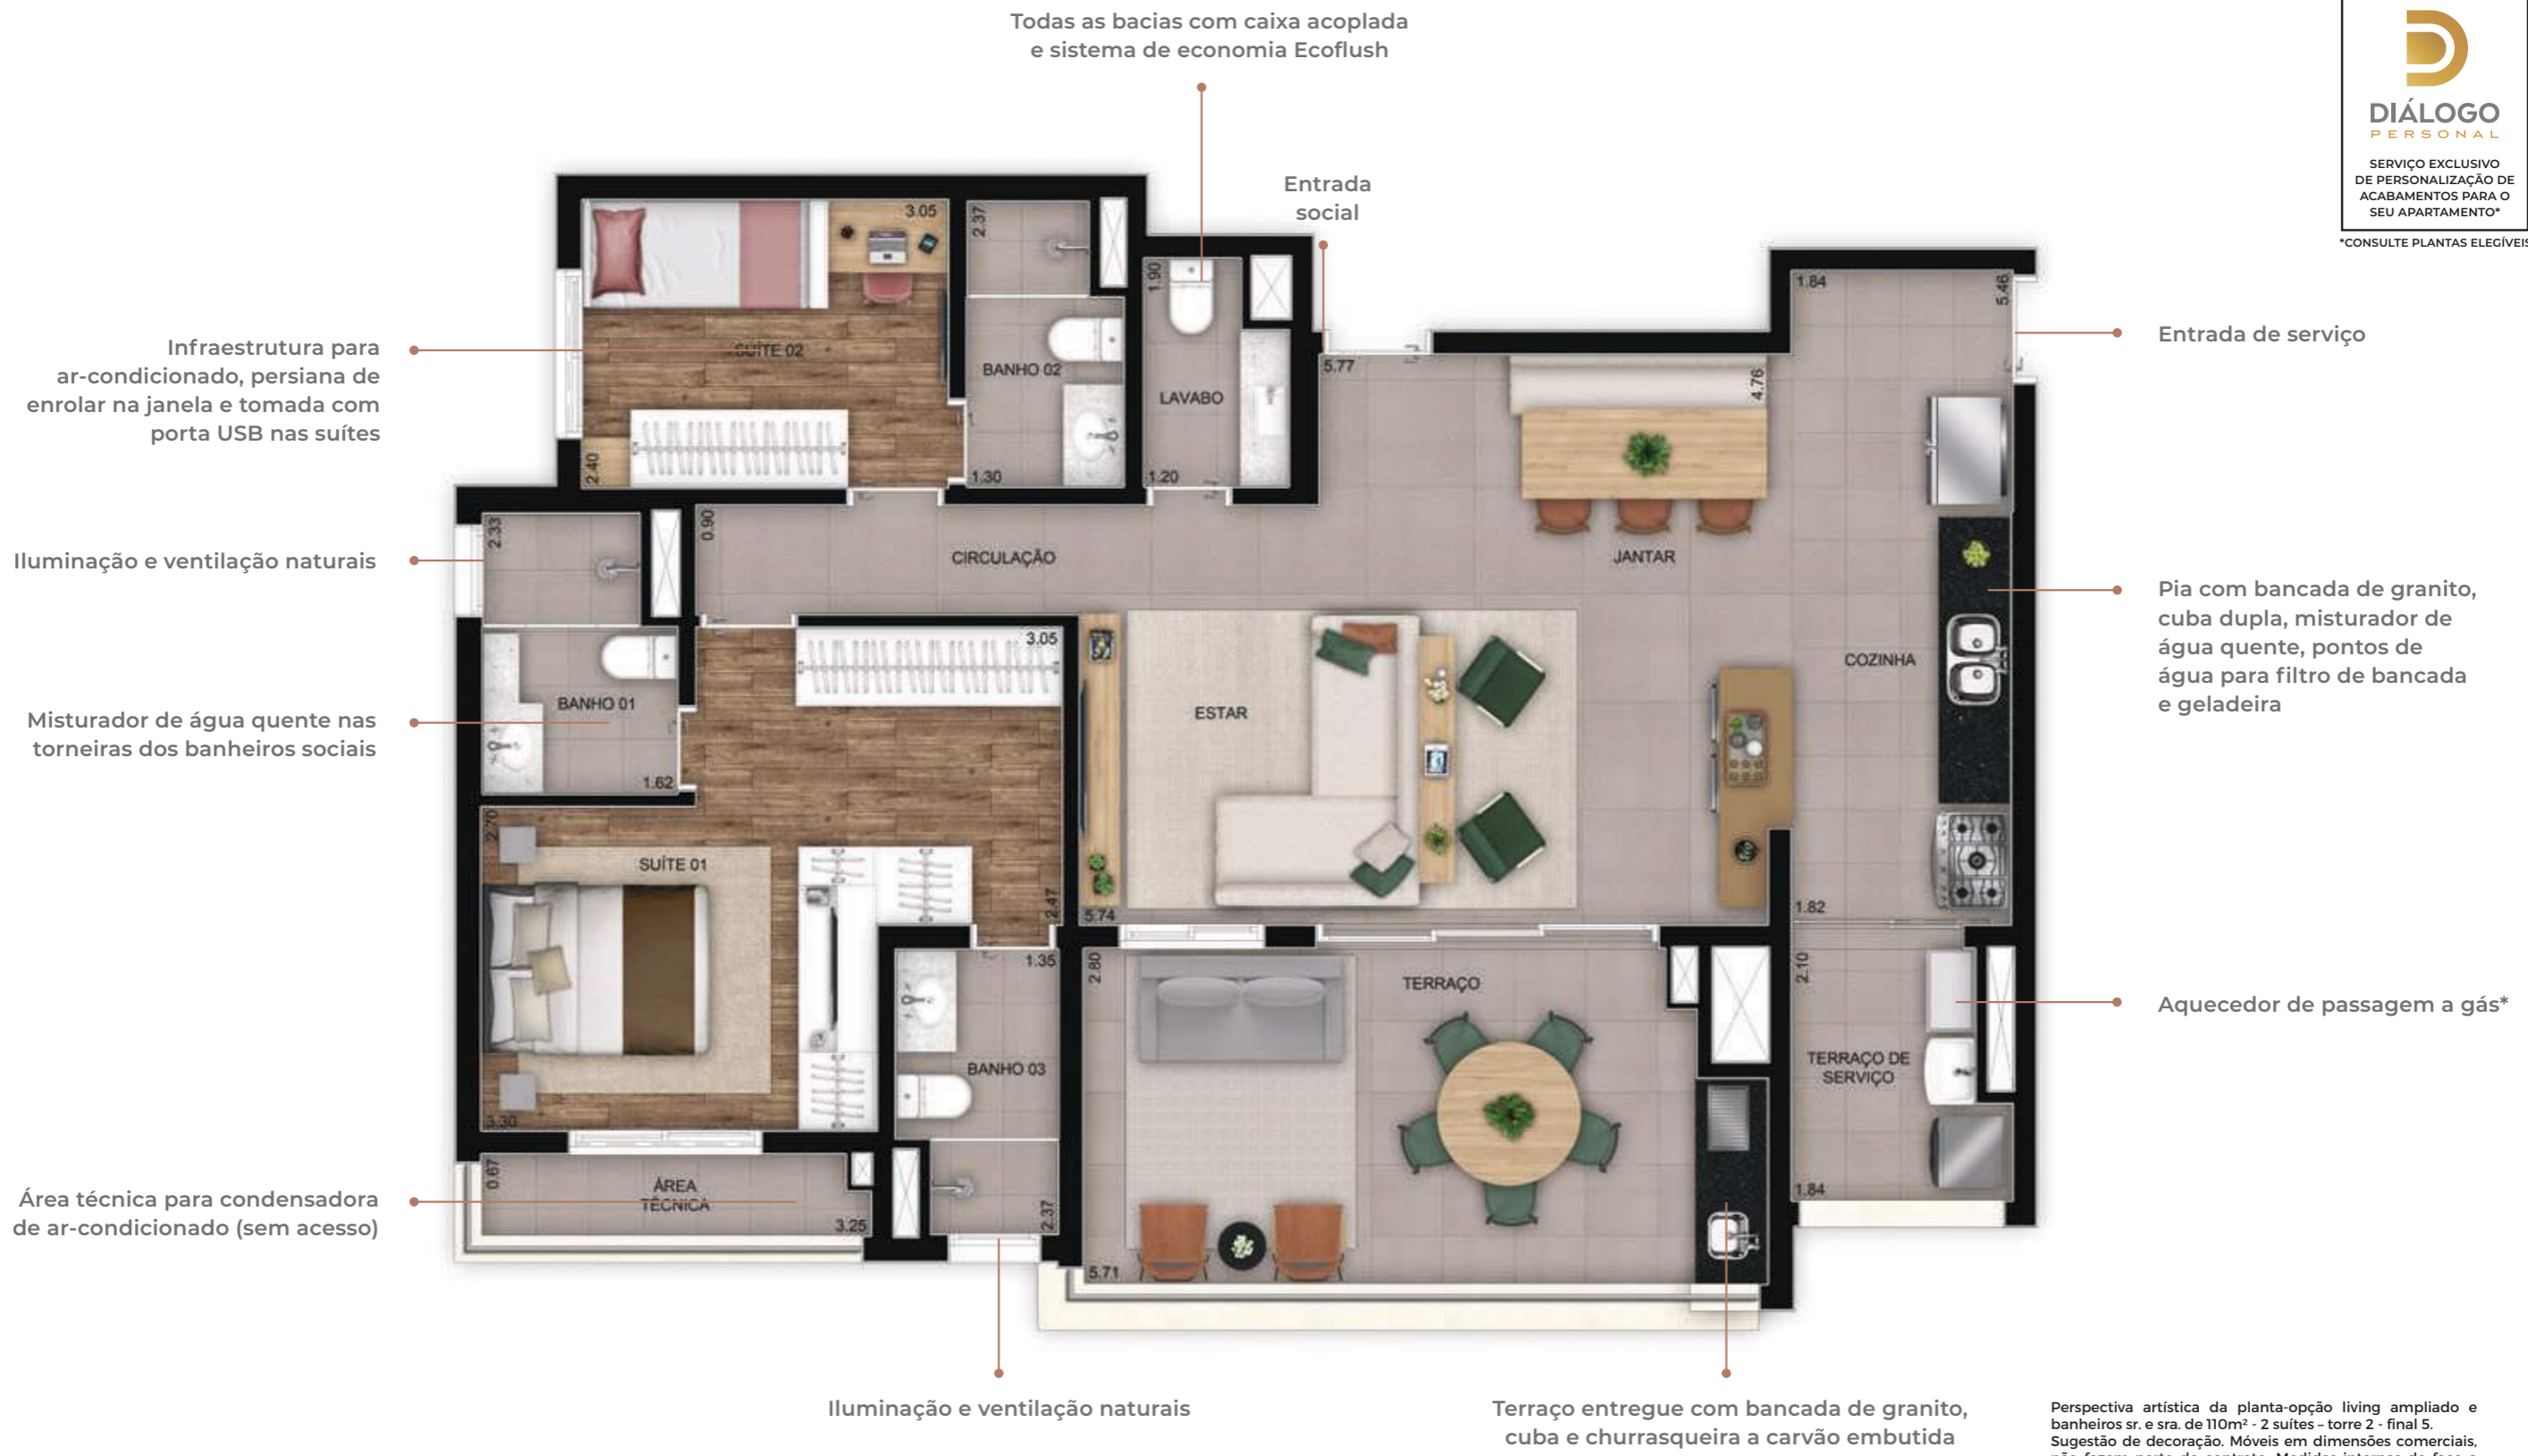 Todas as bacias com caixa acoplada
e sistema de economia Ecoflush
DIÁLOGO
PERSONAL
SERVIÇO EXCLUSIVO
DE PERSONALIZAÇÃO DE
ACABAMENTOS PARA O
SEU APARTAMENTO*
*CONSULTE PLANTAS ELEGÍVEIS
Entrada
social
Entrada de serviço
Infraestrutura para
ar-condicionado, persiana de
enrolar na janela e tomada com
porta USB nas suítes
Iluminação e ventilação naturais
Misturador de água quente nas
torneiras dos banheiros sociais
Área técnica para condensadora
de ar-condicionado (sem acesso)
3.05
SUÍTE 02
2.40
2.37
BANHO 02
1.30
1.90
LAVABO
1.20
5.77
4.76
1.84
5.46
2.33
0.90
CIRCULAÇÃO
JANTAR
BANHO 01
1.62
3.05
ESTAR
COZINHA
2.70
SUÍTE 01
2.47
5.74
1.82
3.30
1.35
BANHO 03
2.37
2.80
TERRAÇO
5.71
2.10
TERRAÇO DE
SERVIÇO
1.84
0.67
ÁREA
TÉCNICA
3.25
Pia com bancada de granito,
cuba dupla, misturador de
água quente, pontos de
água para filtro de bancada
e geladeira
Aquecedor de passagem a gás*
Iluminação e ventilação naturais
Terraço entregue com bancada de granito,
cuba e churrasqueira a carvão embutida
Perspectiva artística da planta-opção living ampliado e
banheiros sr. e sra. de 110m² - 2 suítes – torre 2 - final 5.
Sugestão de decoração. Móveis em dimensões comerciais,